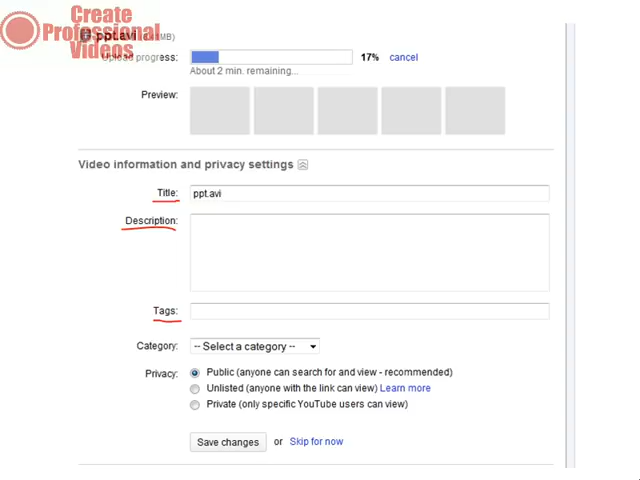 Create
Professional
Videos
ppt.avi
Upload progress:
17%
cancel
About 2 min. remaining...
Preview:
Video information and privacy settings
Title:
ppt.avi
Description:
Tags:
Category:
-- Select a category --
Privacy:
Public (anyone can search for and view - recommended)
Unlisted (anyone with the link can view) Learn more
Private (only specific YouTube users can view)
Save changes or Skip for now